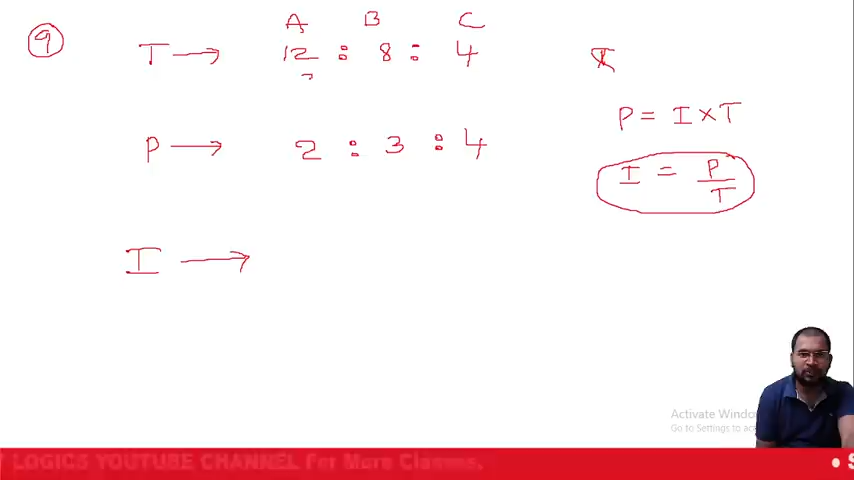 9
A B C
T → 12 : 8 : 4
P = I × T
P → 2 : 3 : 4
I = P/T
I →
Activate Window
Go to Settings to ac
LOGICS YOUTUBE CHANNEL For More Classes,
• S